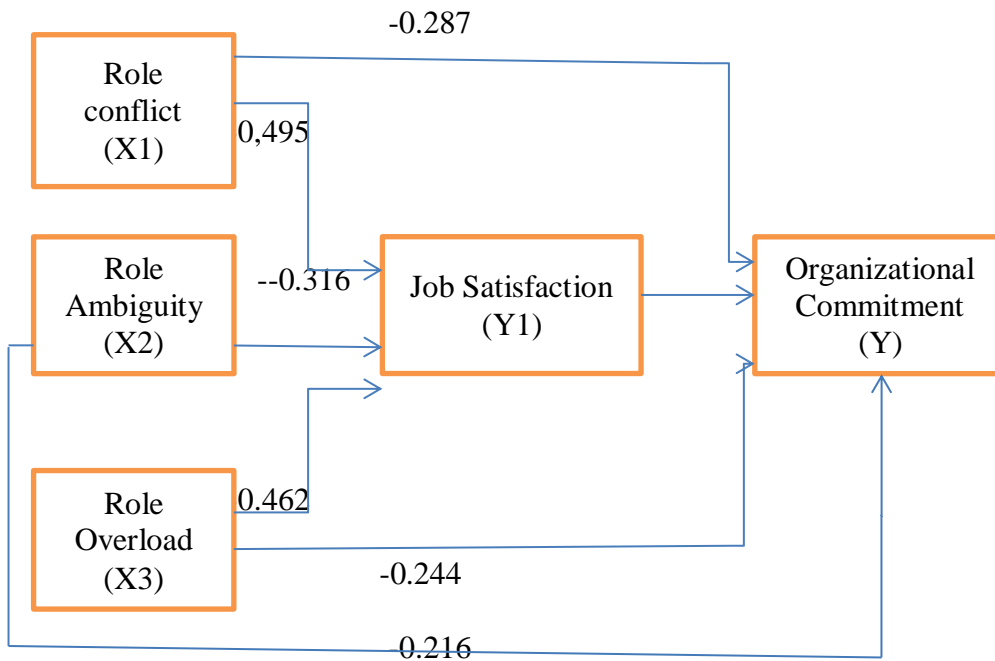 -0.287
Role
conflict
(X1)
0,495
Role
Ambiguity
(X2)
--0.316
Job Satisfaction
(Y1)
Organizational
Commitment
(Y)
Role
Overload
(X3)
0.462
-0.244
-0.216